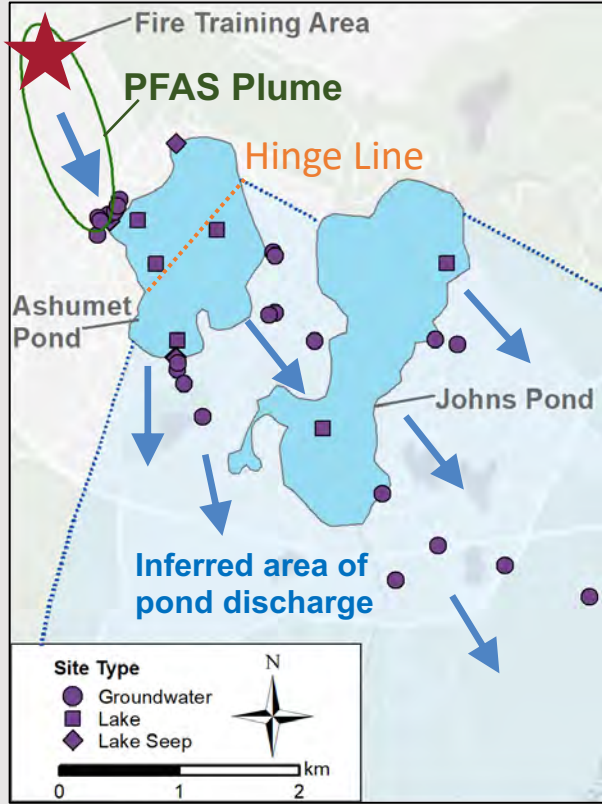 Fire Training Area
PFAS Plume
Hinge Line
Ashumet
Pond
Johns Pond
Inferred area of
pond discharge
Site Type
Groundwater
Lake
Lake Seep
N
km
0 1 2